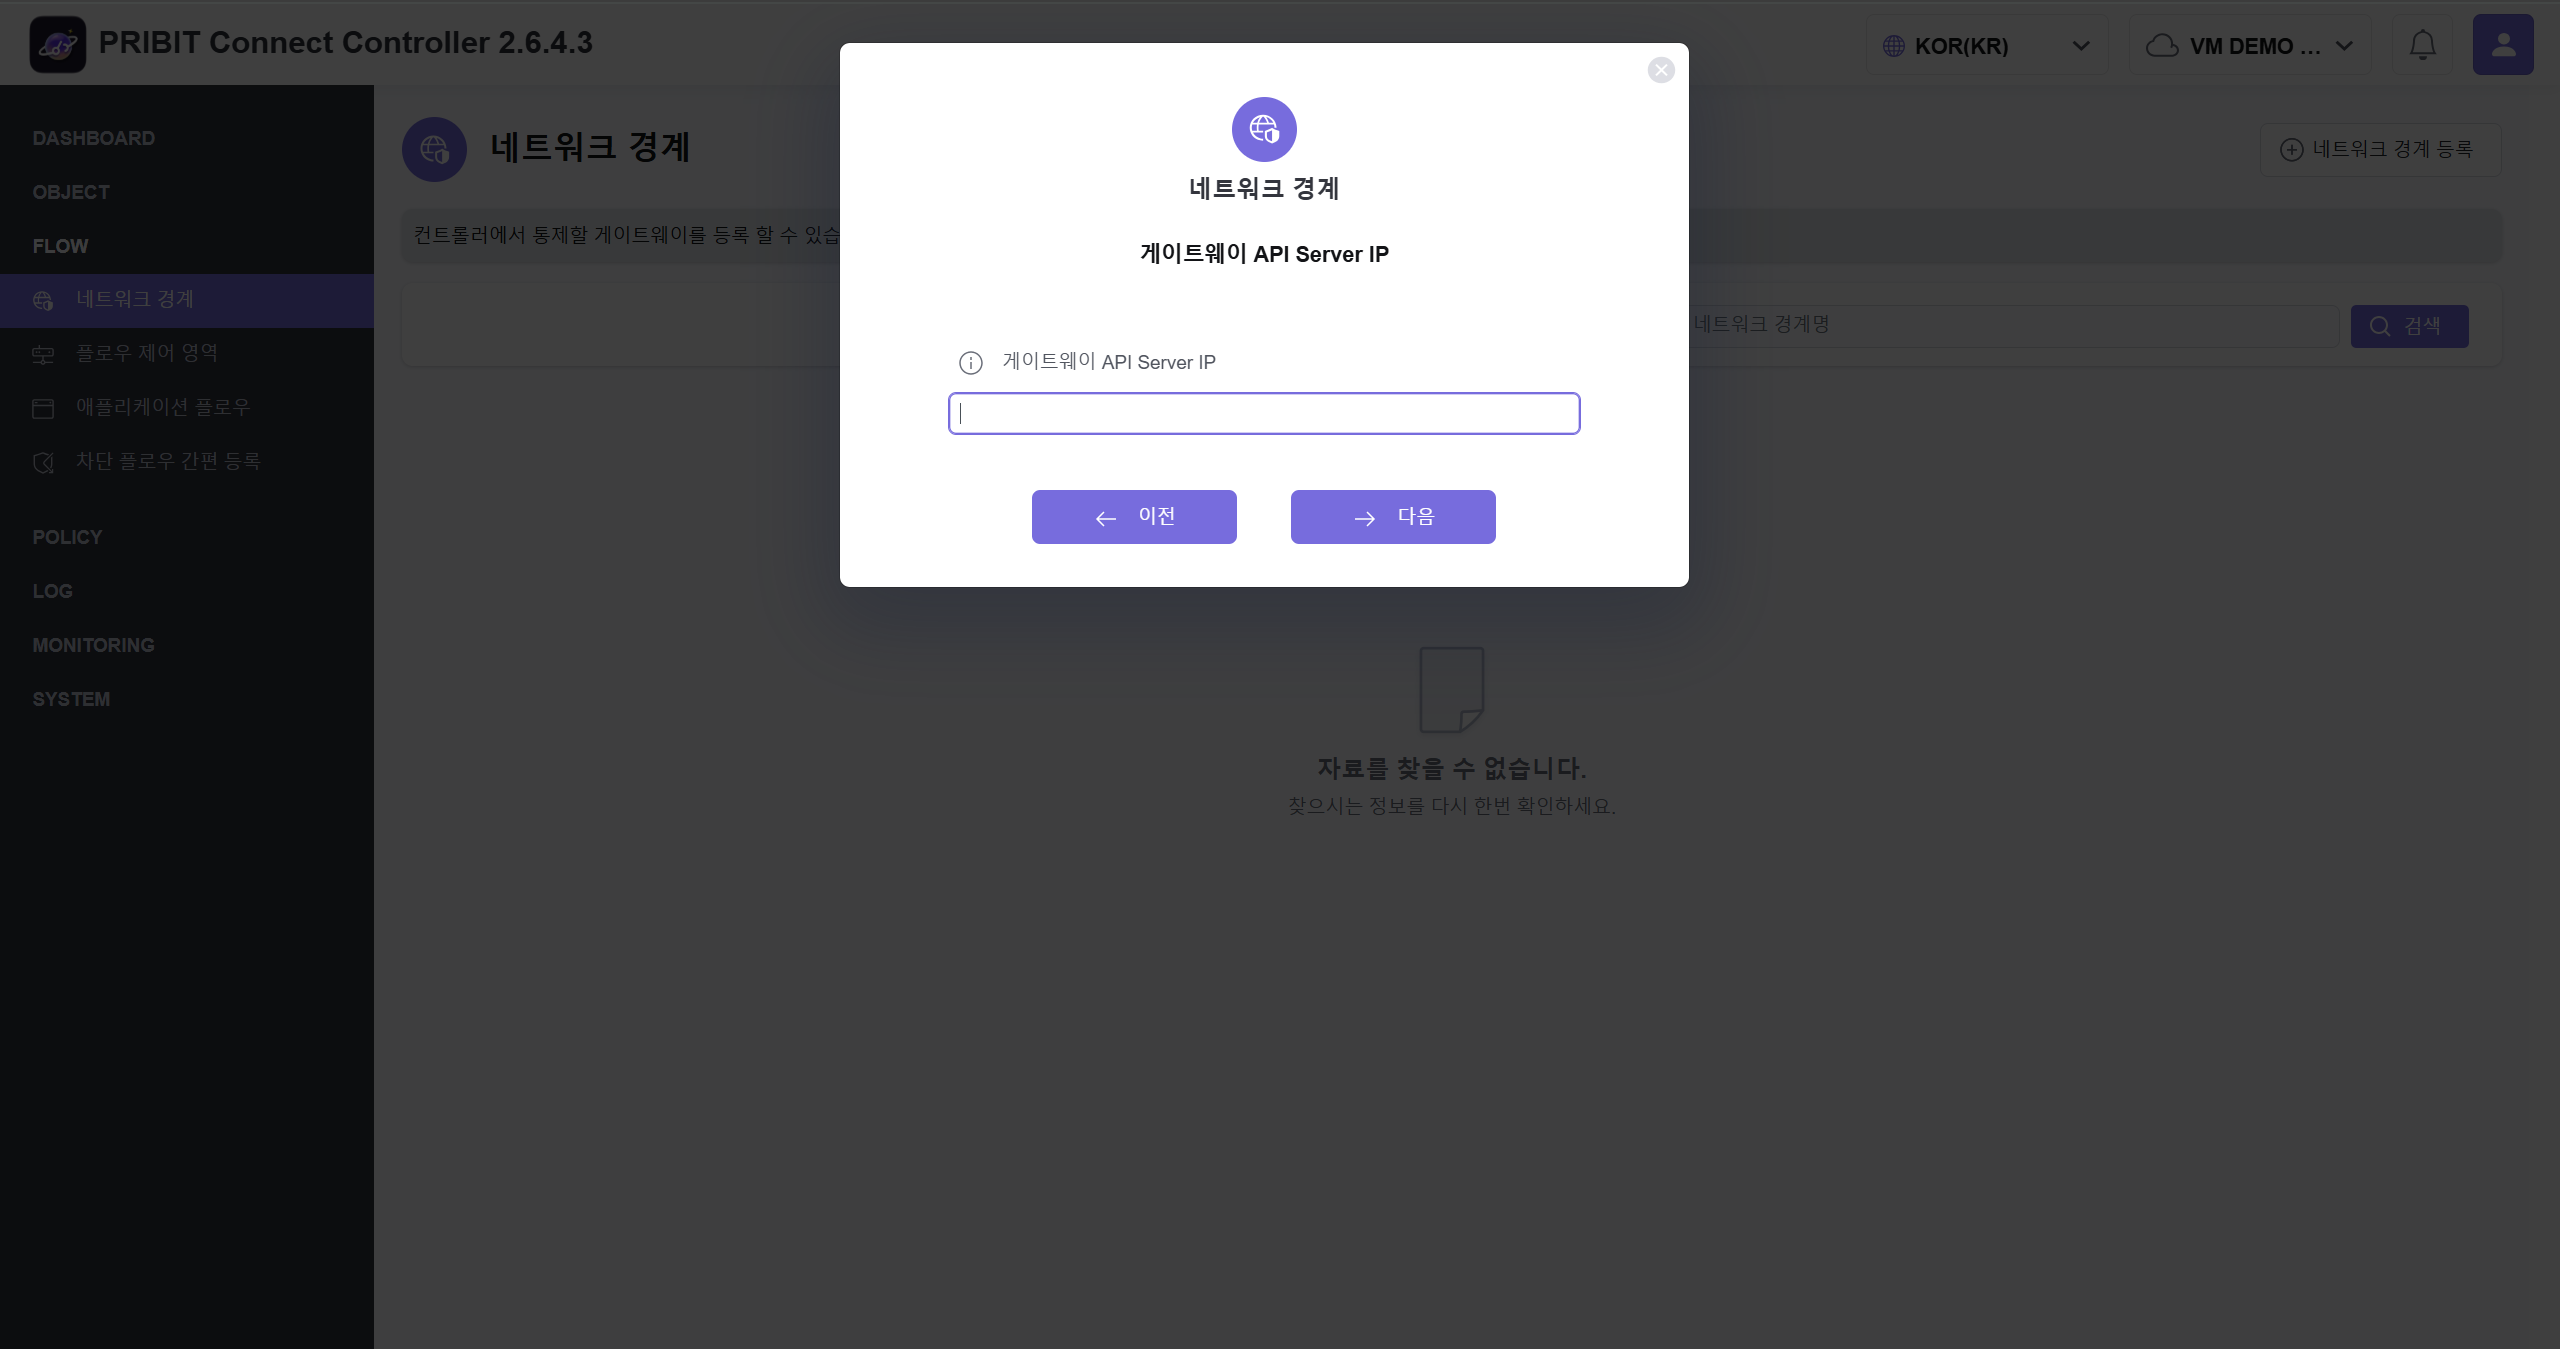 PRIBIT Connect Controller 2.6.4.3
KOR(KR)
VM DEMO ...
DASHBOARD
OBJECT
FLOW
네트워크 경계
플로우 제어 영역
애플리케이션 플로우
차단 플로우 간편 등록
POLICY
LOG
MONITORING
SYSTEM
네트워크 경계
네트워크 경계 등록
컨트롤러에서 통제할 게이트웨이를 등록 할 수 있습
네트워크 경계명
검색
네트워크 경계
게이트웨이 API Server IP
게이트웨이 API Server IP
이전
다음
자료를 찾을 수 없습니다.
찾으시는 정보를 다시 한번 확인하세요.